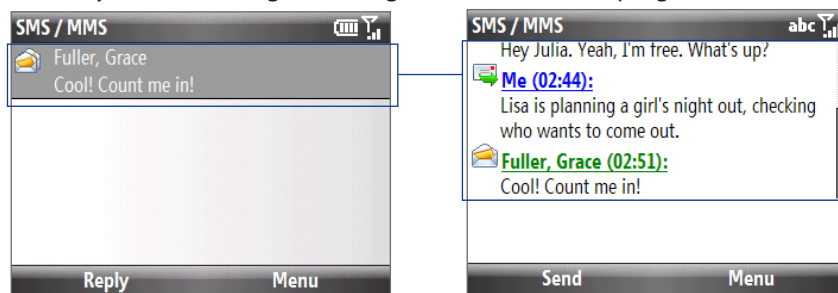 SMS / MMS
Fuller, Grace
Cool! Count me in!
Reply Menu
SMS / MMS abc
Hey Julia. Yeah, I'm free. What's up?
Me (02:44):
Lisa is planning a girl's night out, checking
who wants to come out.
Fuller, Grace (02:51):
Cool! Count me in!
Send Menu